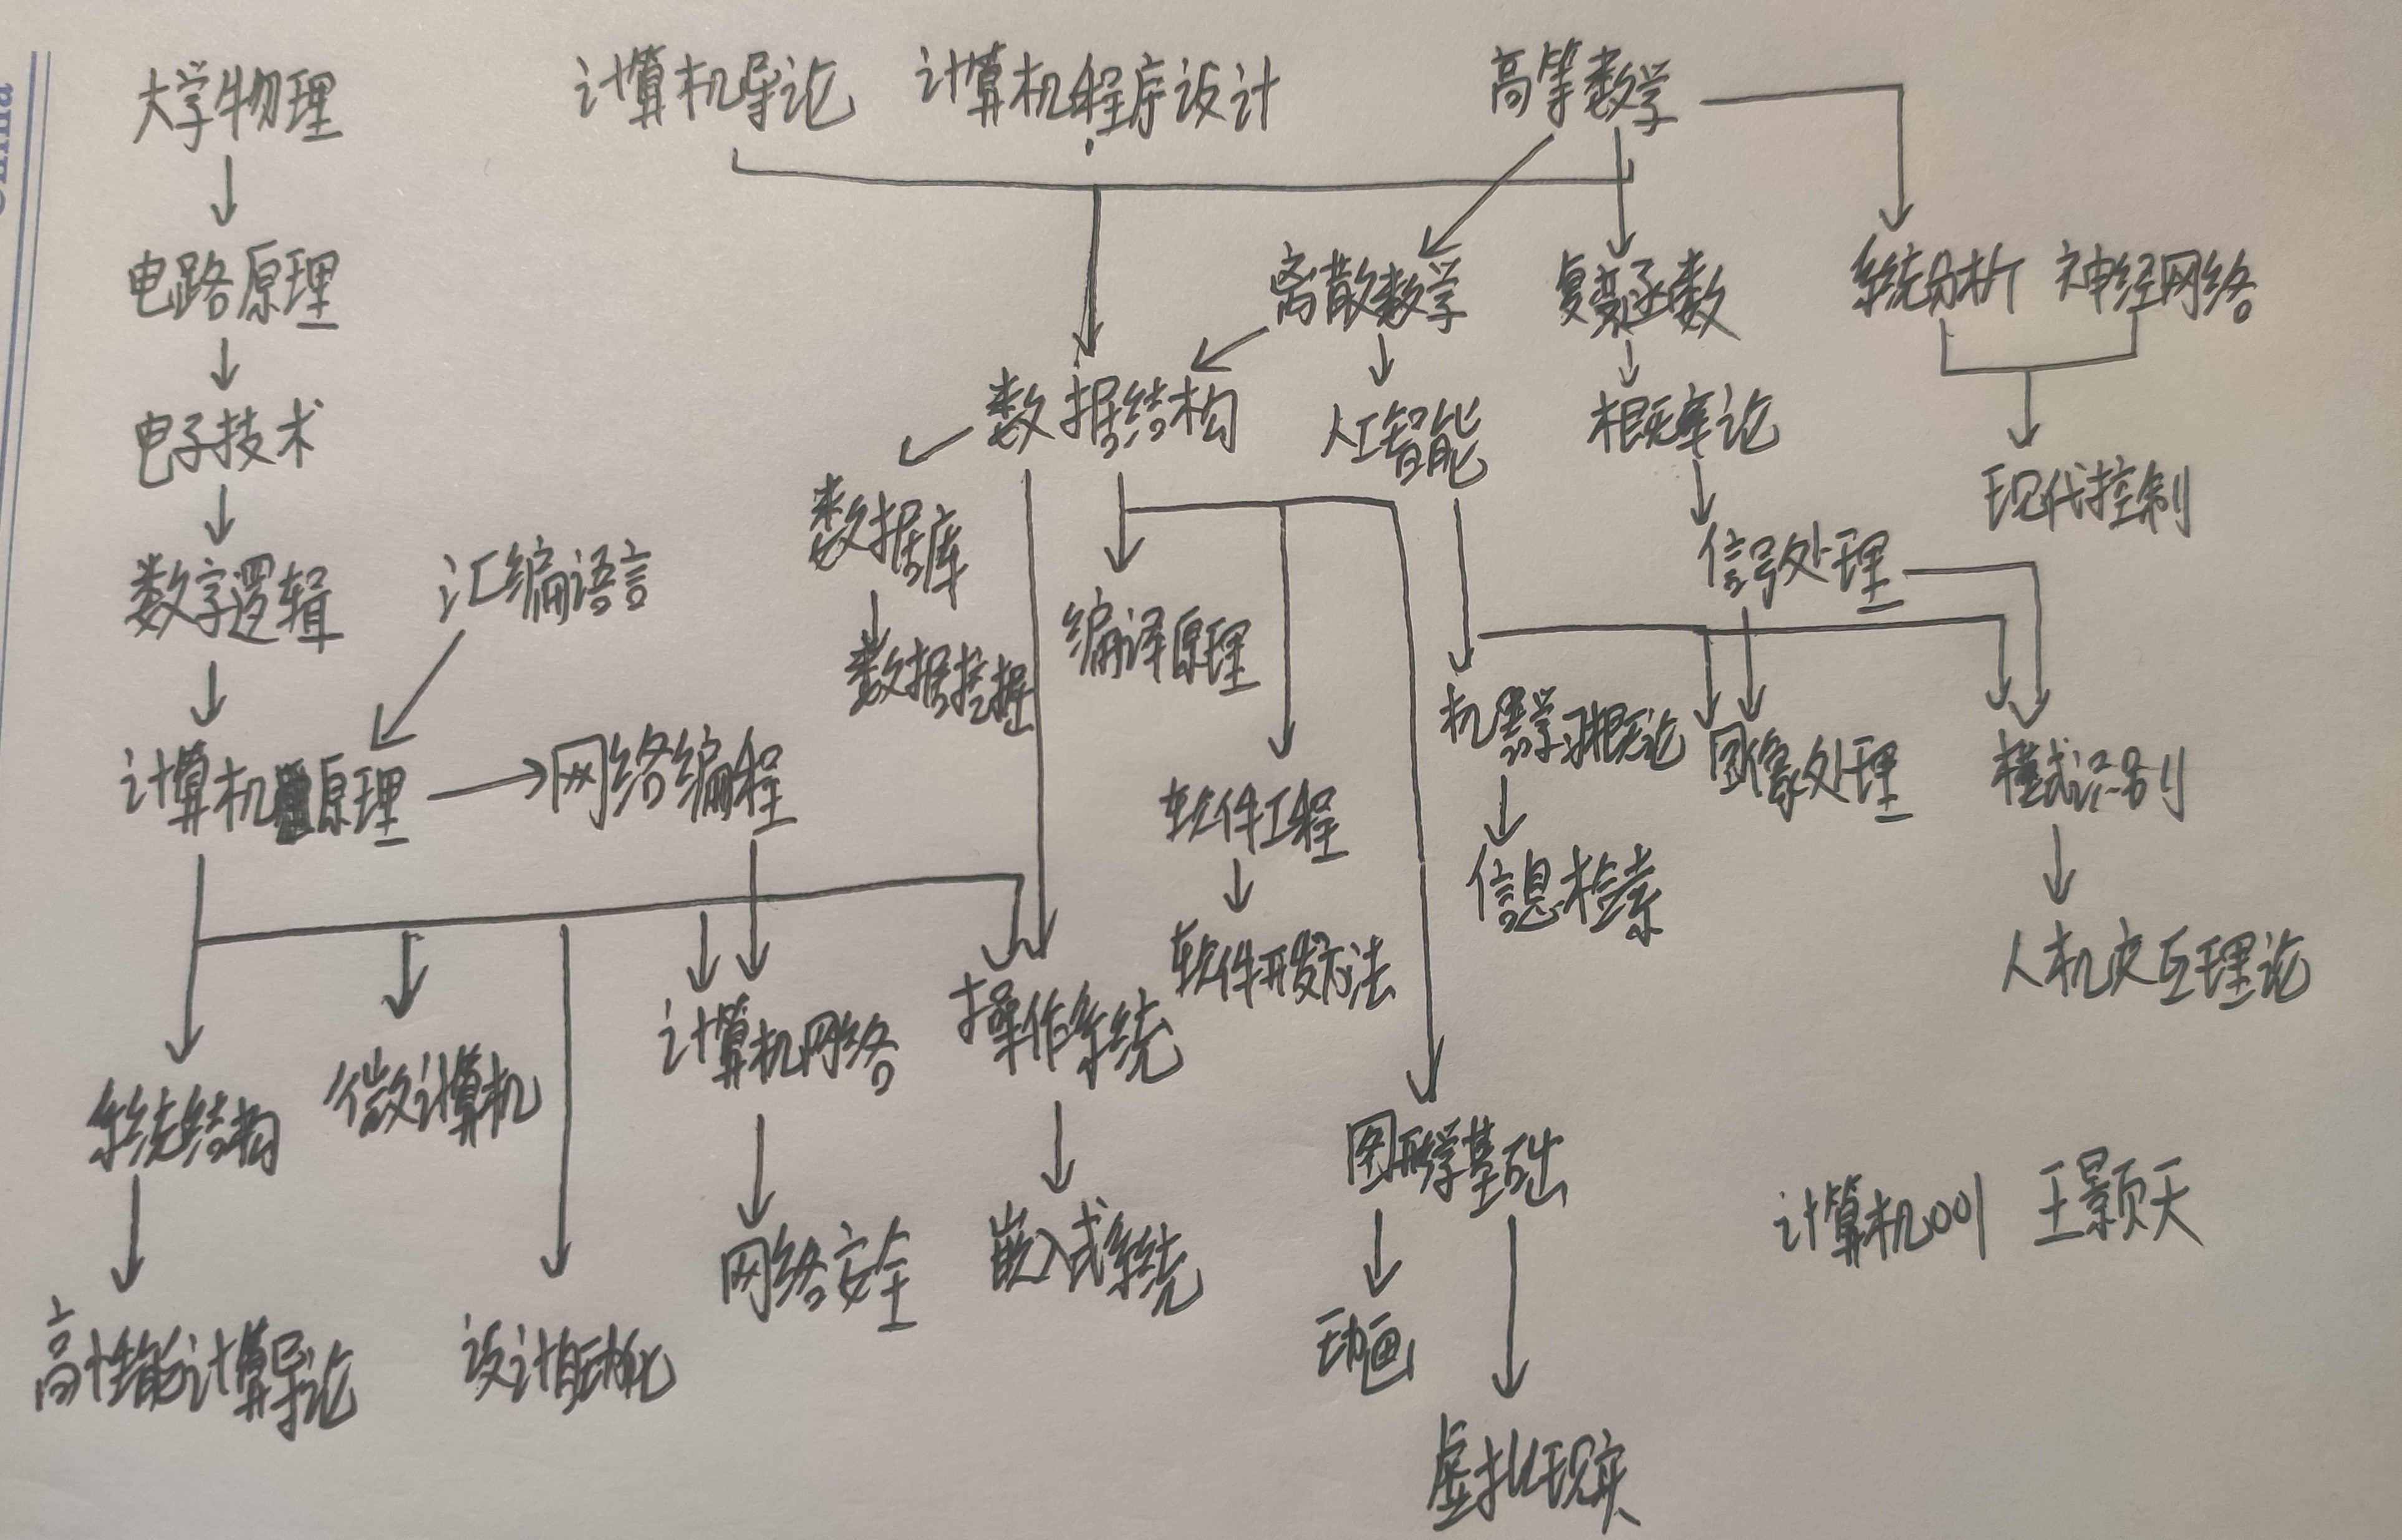 大学物理
计算机导论
计算机程序设计
高等数学
电路原理
离散数学
复变函数
系统分析
神经网络
电子技术
数据结构
人工智能
概率论
现代控制
数据库
信号处理
数字逻辑
汇编语言
编译原理
数据挖掘
机器学习概论
图像处理
模式识别
计算机原理
网络编程
软件工程
信息检索
软件开发方法
人机交互理论
系统结构
微计算机
计算机网络
操作系统
图形学基础
计算机001 王颢天
网络安全
嵌入式系统
高性能计算导论
设计自动化
动画
虚拟现实